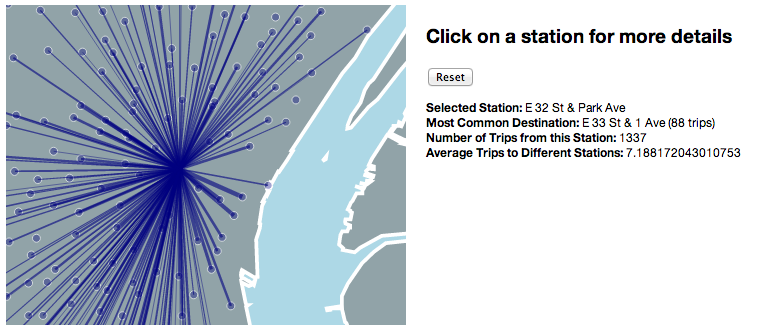 Click on a station for more details
Reset
Selected Station: E 32 St & Park Ave
Most Common Destination: E 33 St & 1 Ave (88 trips)
Number of Trips from this Station: 1337
Average Trips to Different Stations: 7.188172043010753